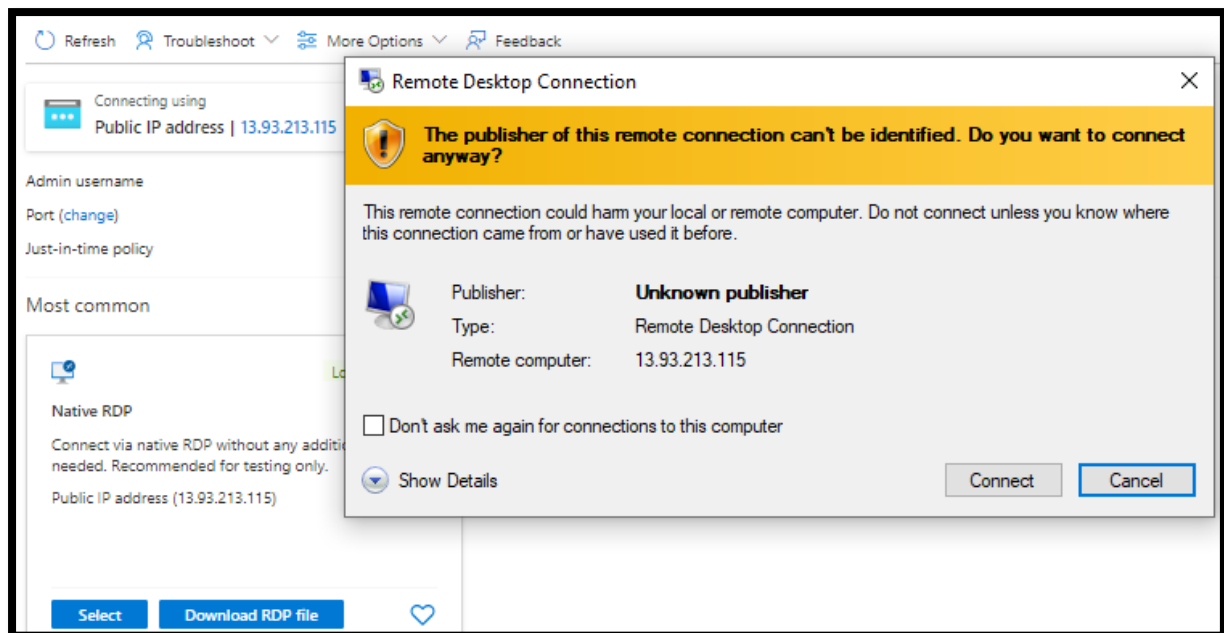 Refresh Troubleshoot More Options Feedback
Connecting using
Public IP address | 13.93.213.115
Admin username
Port (change)
Just-in-time policy
Most common
Native RDP
Connect via native RDP without any
needed. Recommended for testing only.
Public IP address (13.93.213.115)
Select Download RDP file
Remote Desktop Connection
The publisher of this remote connection can't be identified. Do you want to connect
anyway?
This remote connection could harm your local or remote computer. Do not connect unless you know where
this connection came from or have used it before.
Publisher: Unknown publisher
Type: Remote Desktop Connection
Remote computer: 13.93.213.115
Don't ask me again for connections to this computer
Show Details Connect Cancel